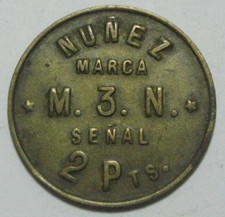 NUÑEZ
MARCA
M. 3. N.
SEÑAL
2 PTS.